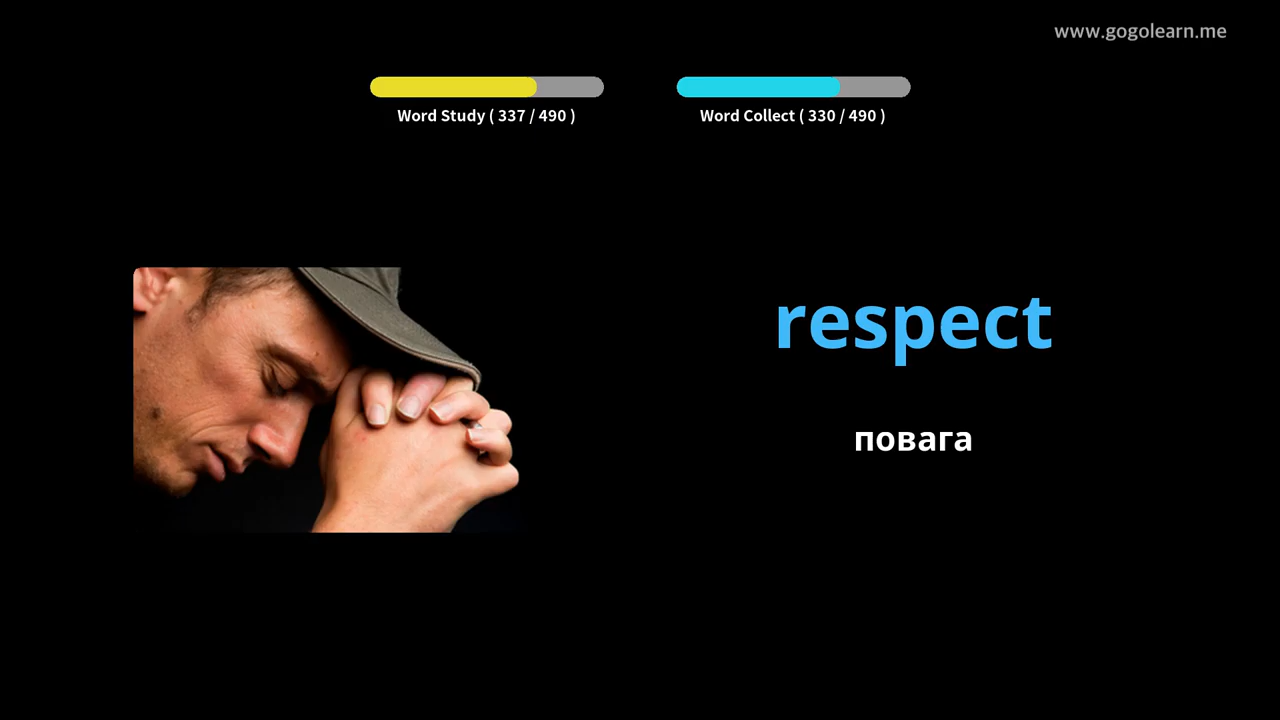 www.gogolearn.me
Word Study ( 337 / 490 )
Word Collect ( 330 / 490 )
respect
повага